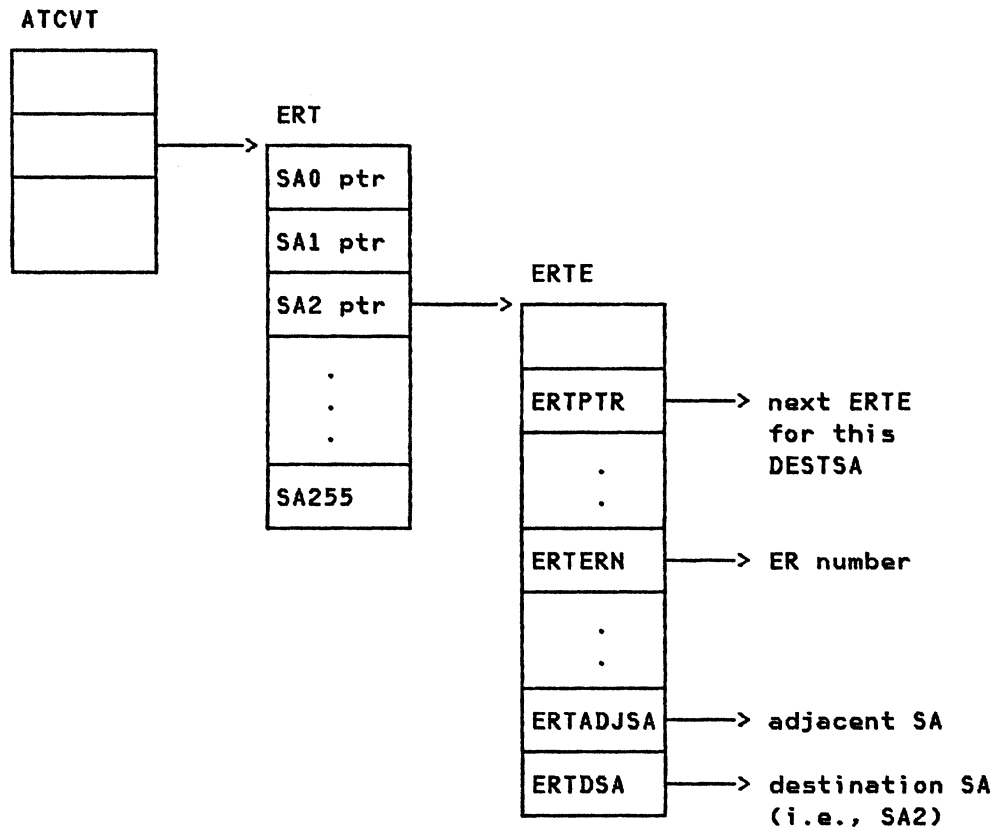 ATCVT
ERT
SA0 ptr
SA1 ptr
SA2 ptr
.
.
.
SA255
ERTE
ERTPTR
next ERTE
for this
DESTSA
.
.
ERTERN
ER number
.
.
ERTADJSA
adjacent SA
ERTDSA
destination SA
(i.e., SA2)